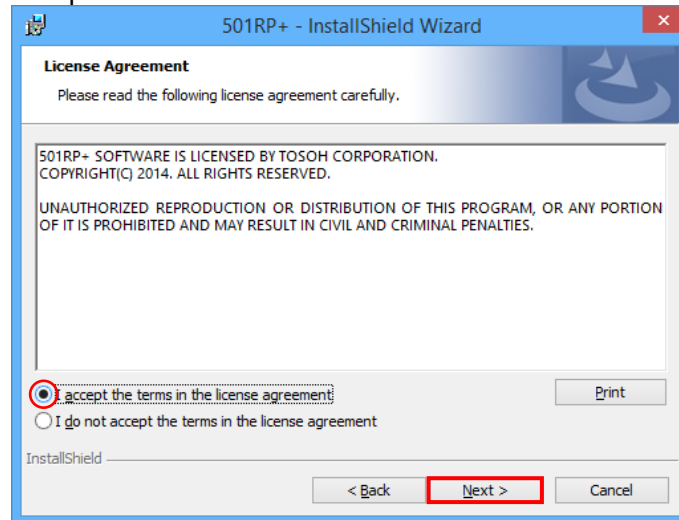 501RP+ - InstallShield Wizard
License Agreement
Please read the following license agreement carefully.
501RP+ SOFTWARE IS LICENSED BY TOSOH CORPORATION.
COPYRIGHT(C) 2014. ALL RIGHTS RESERVED.
UNAUTHORIZED REPRODUCTION OR DISTRIBUTION OF THIS PROGRAM, OR ANY PORTION
OF IT IS PROHIBITED AND MAY RESULT IN CIVIL AND CRIMINAL PENALTIES.
I accept the terms in the license agreement
Print
I do not accept the terms in the license agreement
InstallShield
< Back Next > Cancel